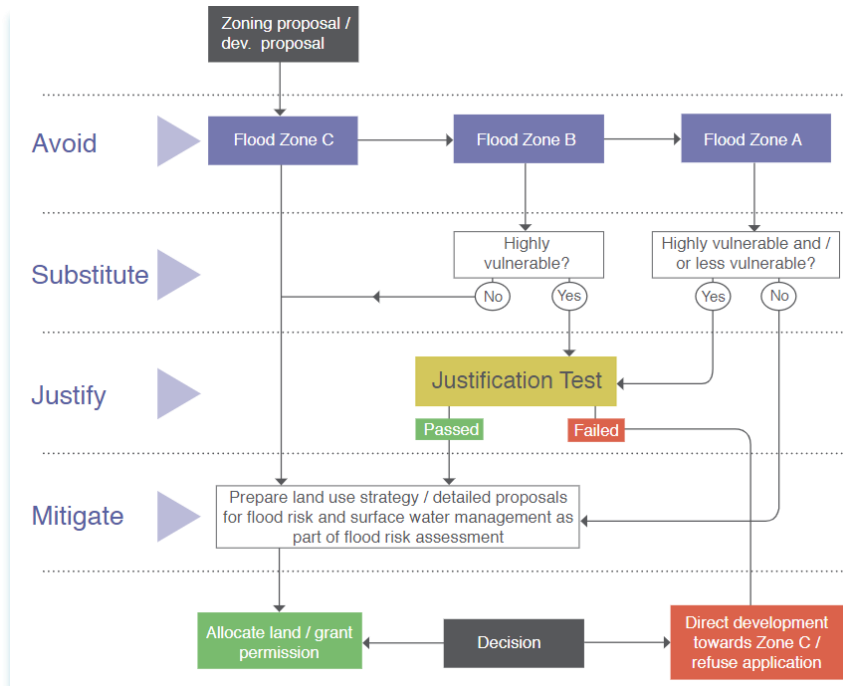 Zoning proposal /
dev. proposal
Avoid
Flood Zone C
Flood Zone B
Flood Zone A
Substitute
Highly
vulnerable?
Highly vulnerable and /
or less vulnerable?
No
Yes
Yes
No
Justify
Justification Test
Passed
Failed
Mitigate
Prepare land use strategy / detailed proposals
for flood risk and surface water management as
part of flood risk assessment
Allocate land / grant
permission
Decision
Direct development
towards Zone C /
refuse application